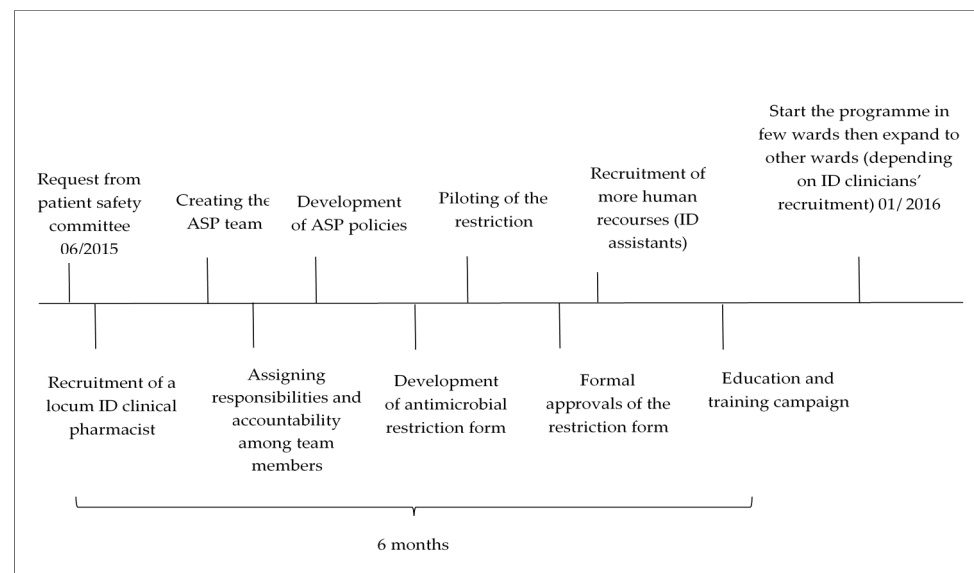 Request from
patient safety
committee
06/2015
Creating the
ASP team
Development
of ASP policies
Piloting of the
restriction
Recruitment of
more human
recourses (ID
assistants)
Start the programme in
few wards then expand to
other wards (depending
on ID clinicians’
recruitment) 01/ 2016
Recruitment of a
locum ID clinical
pharmacist
Assigning
responsibilities and
accountability
among team
members
Development
of antimicrobial
restriction form
Formal
approvals of the
restriction form
Education and
training campaign
6 months